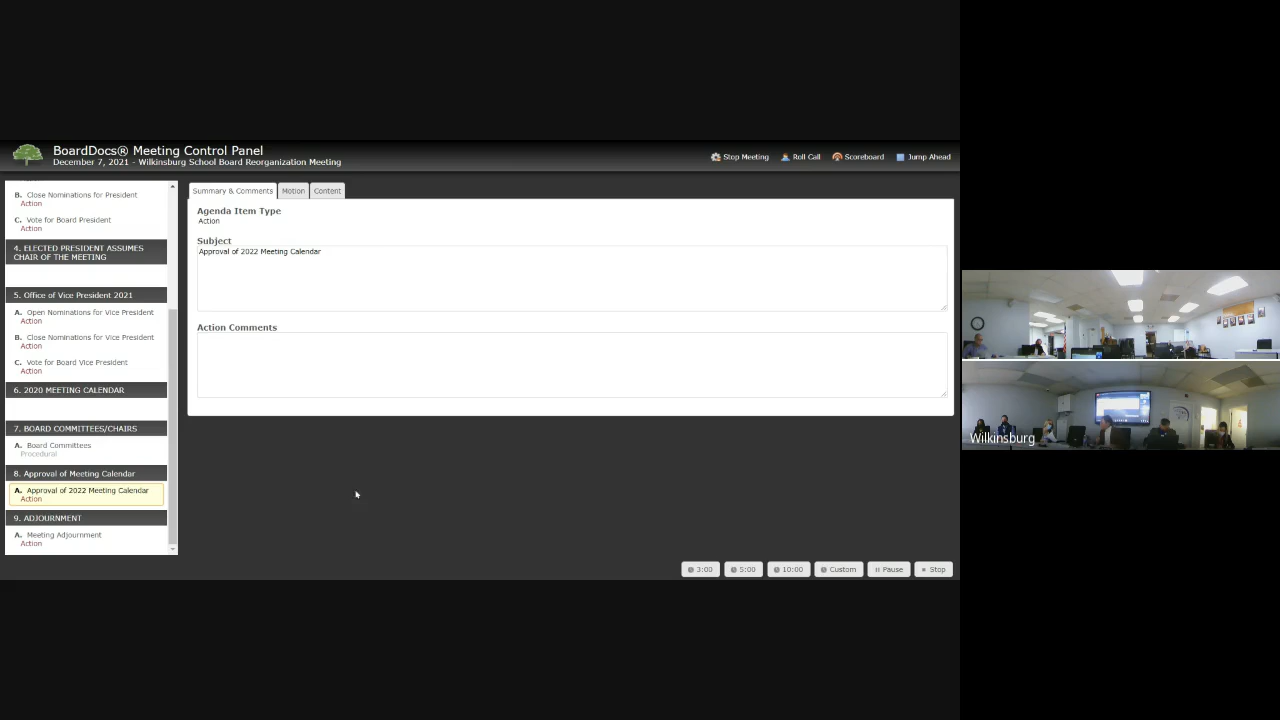 BoardDocs® Meeting Control Panel
December 7, 2021 - Wilkinsburg School Board Reorganization Meeting
Stop Meeting
Roll Call
Scoreboard
Jump Ahead
B. Close Nominations for President
Action
C. Vote for Board President
Action
4. ELECTED PRESIDENT ASSUMES
CHAIR OF THE MEETING
5. Office of Vice President 2021
A. Open Nominations for Vice President
Action
B. Close Nominations for Vice President
Action
C. Vote for Board Vice President
Action
6. 2020 MEETING CALENDAR
7. BOARD COMMITTEES/CHAIRS
A. Board Committees
Procedural
8. Approval of Meeting Calendar
A. Approval of 2022 Meeting Calendar
Action
9. ADJOURNMENT
A. Meeting Adjournment
Action
Summary & Comments
Motion
Content
Agenda Item Type
Action
Subject
Approval of 2022 Meeting Calendar
Action Comments
3:00
5:00
10:00
Custom
Pause
Stop
Wilkinsburg